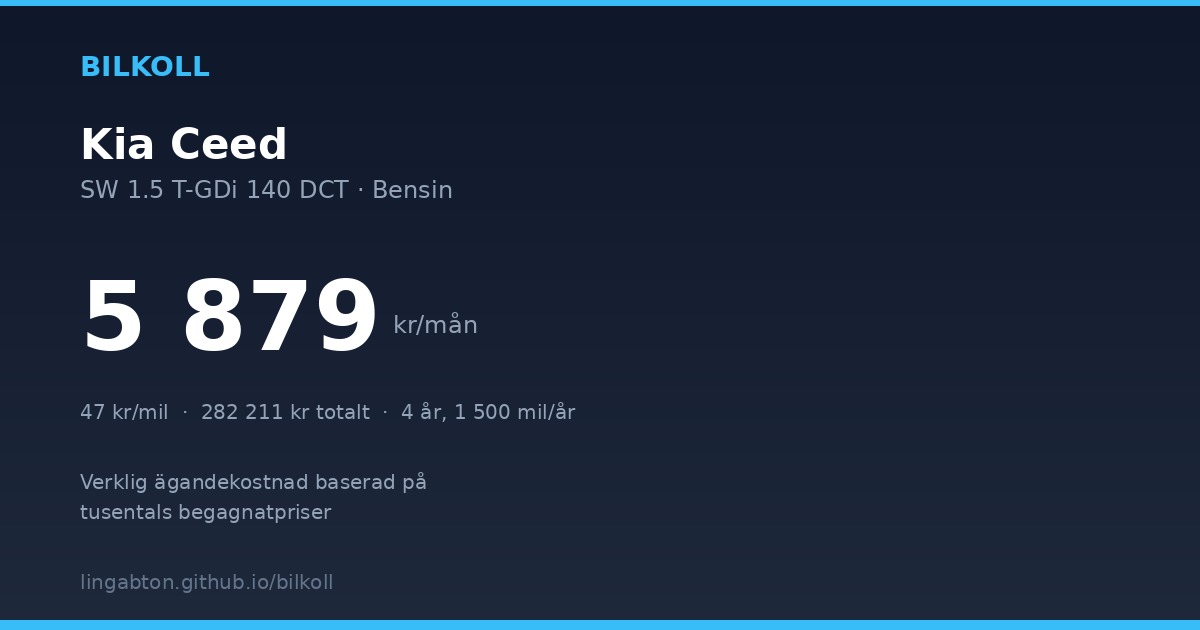 BILKOLL
Kia Ceed
SW 1.5 T-GDi 140 DCT · Bensin
5 879 kr/mån
47 kr/mil · 282 211 kr totalt · 4 år, 1 500 mil/år
Verklig ägandekostnad baserad på
tusentals begagnatpriser
lingabton.github.io/bilkoll